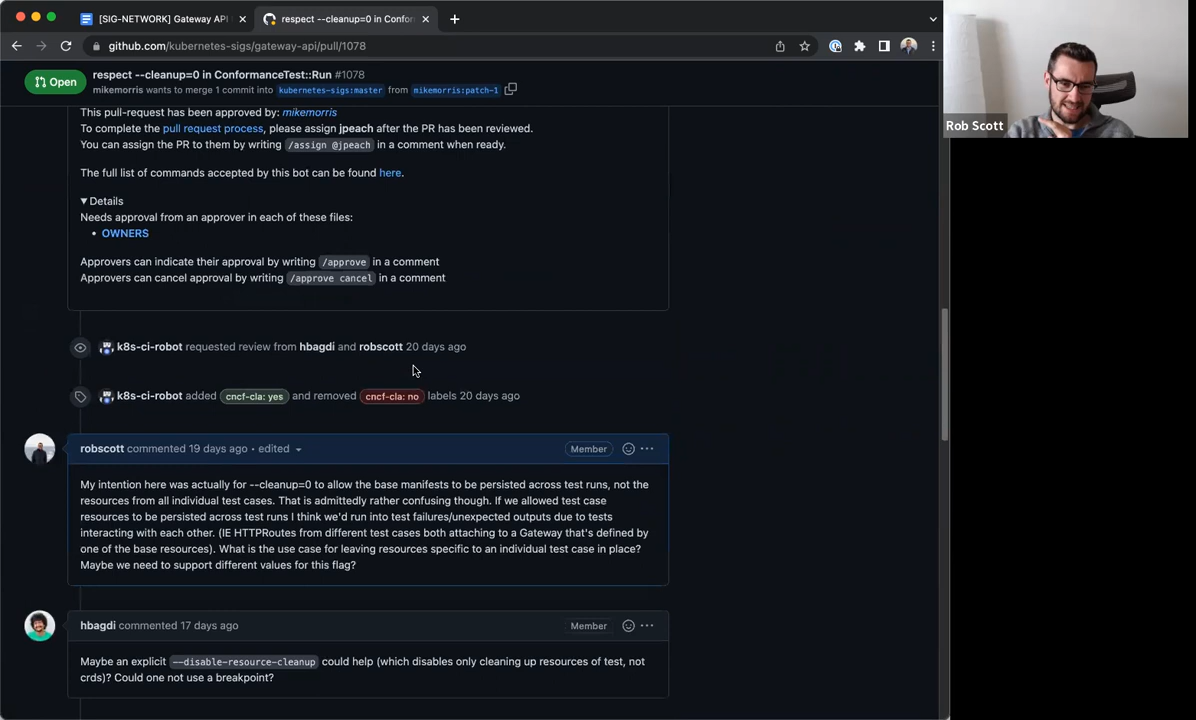 [SIG-NETWORK] Gateway API
respect --cleanup=0 in Confor
github.com/kubernetes-sigs/gateway-api/pull/1078
Open
respect --cleanup=0 in ConformanceTest::Run #1078
mikemorris wants to merge 1 commit into kubernetes-sigs:master from mikemorris:patch-1
This pull-request has been approved by: mikemorris
To complete the pull request process, please assign jpeach after the PR has been reviewed.
You can assign the PR to them by writing /assign @jpeach in a comment when ready.
The full list of commands accepted by this bot can be found here.
Details
Needs approval from an approver in each of these files:
• OWNERS
Approvers can indicate their approval by writing /approve in a comment
Approvers can cancel approval by writing /approve cancel in a comment
k8s-ci-robot requested review from hbagdi and robscott 20 days ago
k8s-ci-robot added cncf-cla: yes and removed cncf-cla: no labels 20 days ago
robscott commented 19 days ago • edited
Member
My intention here was actually for --cleanup=0 to allow the base manifests to be persisted across test runs, not the
resources from all individual test cases. That is admittedly rather confusing though. If we allowed test case
resources to be persisted across test runs I think we'd run into test failures/unexpected outputs due to tests
interacting with each other. (IE HTTPRoutes from different test cases both attaching to a Gateway that's defined by
one of the base resources). What is the use case for leaving resources specific to an individual test case in place?
Maybe we need to support different values for this flag?
hbagdi commented 17 days ago
Member
Maybe an explicit --disable-resource-cleanup could help (which disables only cleaning up resources of test, not
crds)? Could one not use a breakpoint?
Rob Scott